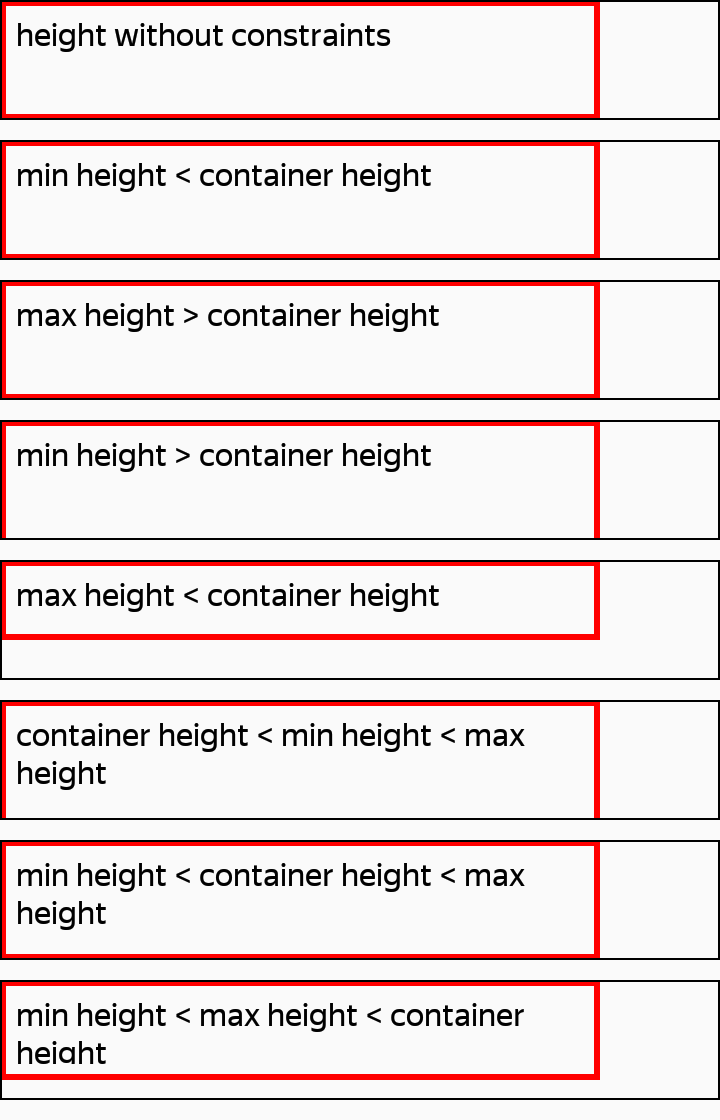 height without constraints
min height < container height
max height > container height
min height > container height
max height < container height
container height < min height < max
height
min height < container height < max
height
min height < max height < container
height